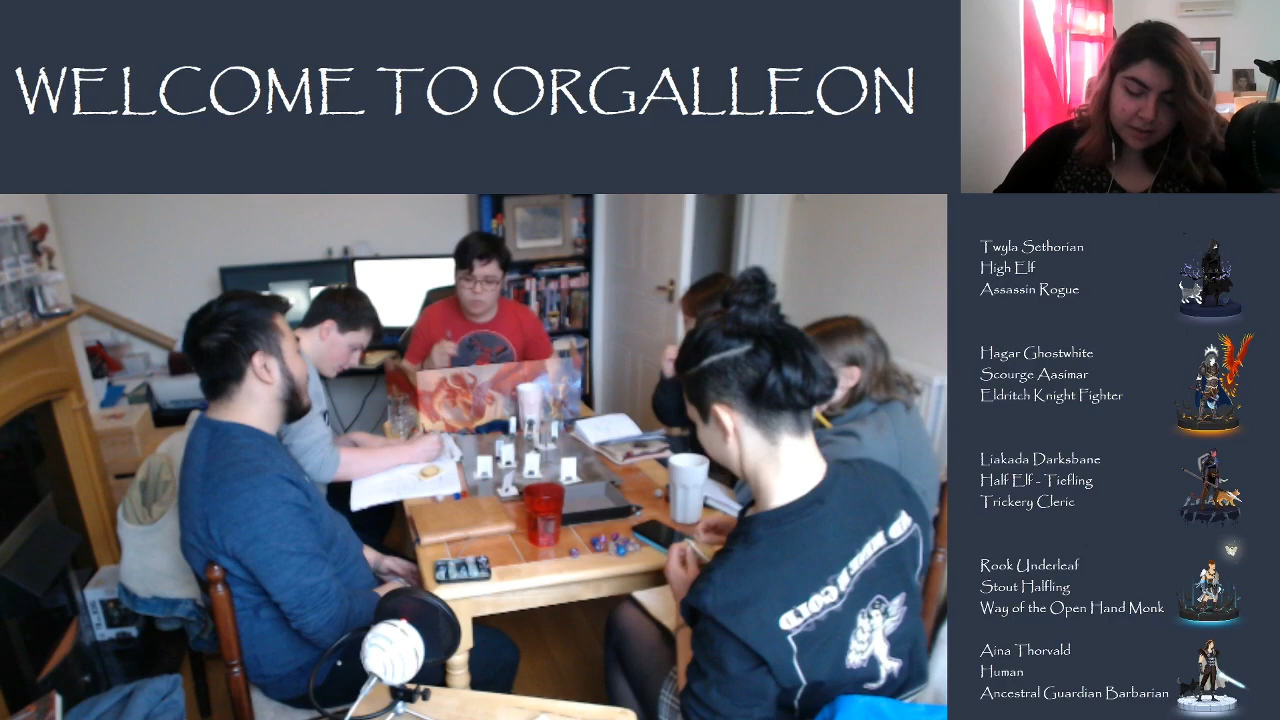 WELCOME TO ORGALLEON
Twyla Sethorian
High Elf
Assassin Rogue
Hagar Ghostwhite
Scourge Aasimar
Eldritch Knight Fighter
Liakada Darksbane
Half Elf - Tiefling
Trickery Cleric
Rook Underleaf
Stout Halfling
Way of the Open Hand Monk
Aina Thorvald
Human
Ancestral Guardian Barbarian